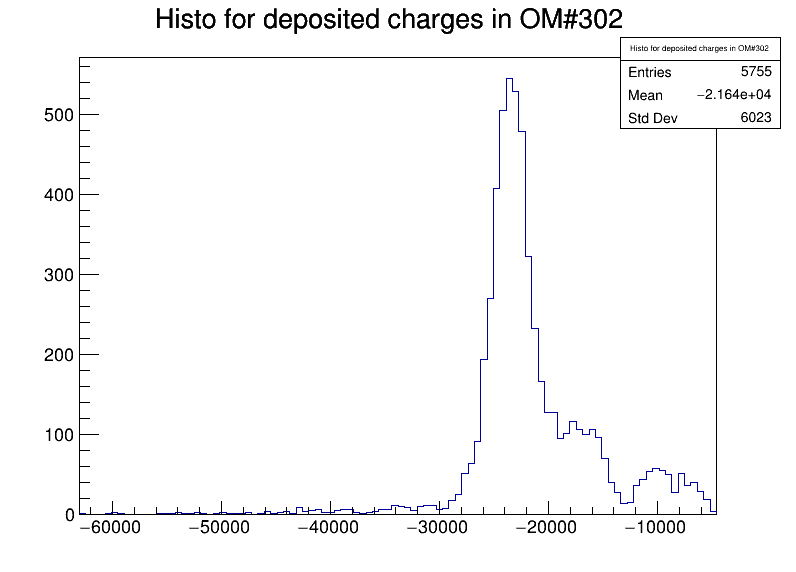 Histo for deposited charges in OM#302
Histo for deposited charges in OM#302
Entries 5755
Mean −2.164e+04
Std Dev 6023
500
400
300
200
100
0
−60000 −50000 −40000 −30000 −20000 −10000